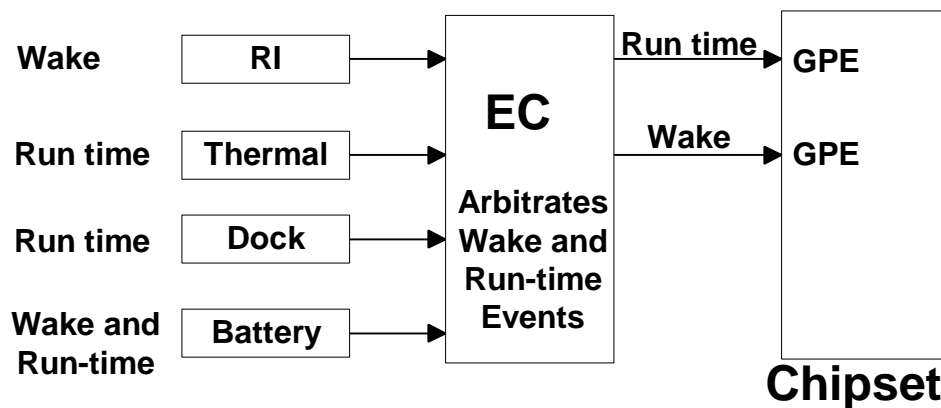 Wake
RI
Run time
Thermal
Run time
Dock
Wake and
Run-time
Battery
EC
Arbitrates
Wake and
Run-time
Events
Run time
Wake
GPE
GPE
Chipset